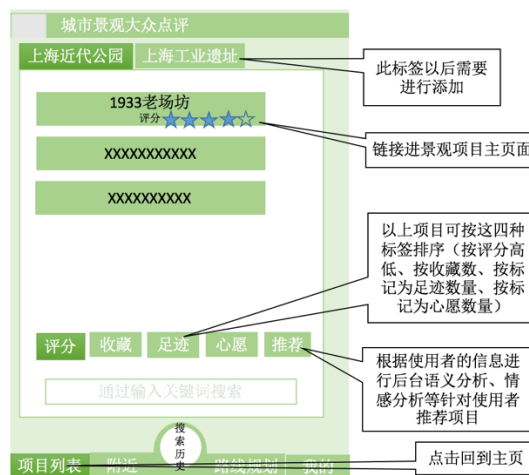 城市景观大众点评
上海近代公园
上海工业遗址
此标签以后需要
进行添加
1933老场坊
评分
链接进景观项目主页面
XXXXXXXXXXX
XXXXXXXXXX
以上项目可按这四种
标签排序（按评分高
低、按收藏数、按标
记为足迹数量、按标
记为心愿数量）
评分
收藏
足迹
心愿
推荐
根据使用者的信息进
行后台语义分析、情
感分析等针对使用者
推荐项目
通过输入关键词搜索
搜
索
历
史
项目列表
附近
路线规划
我的
点击回到主页